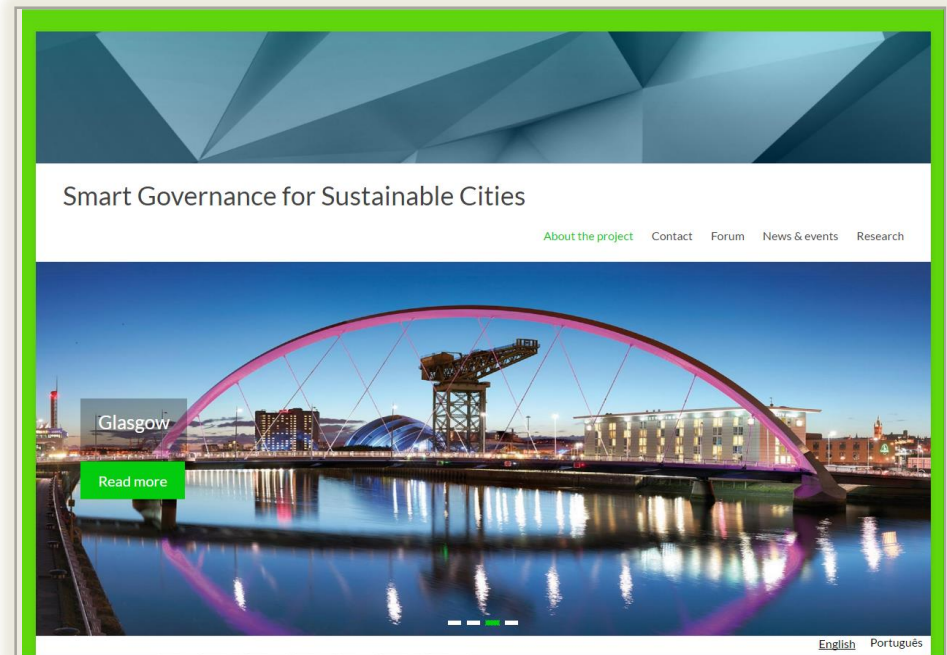 Smart Governance for Sustainable Cities
About the project Contact Forum News & events Research
Glasgow
Read more
English Português